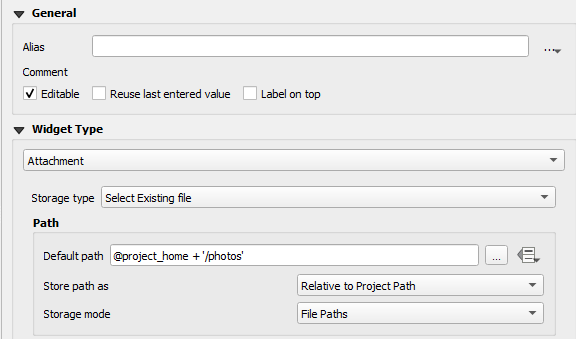 General
Alias
...
Comment
Editable Reuse last entered value Label on top
Widget Type
Attachment
Storage type Select Existing file
Path
Default path @project_home + '/photos' ...
Store path as Relative to Project Path
Storage mode File Paths